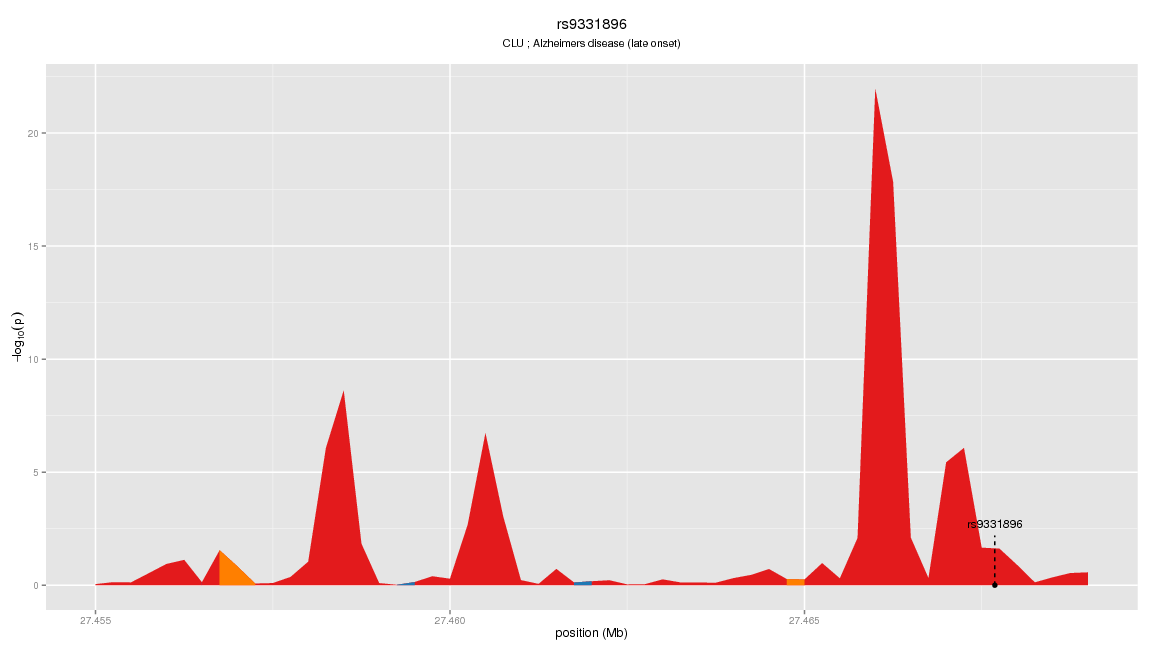 rs9331896
CLU ; Alzheimers disease (late onset)
20
15
10
5
0
−log10(p)
rs9331896
27.455
27.460
27.465
position (Mb)